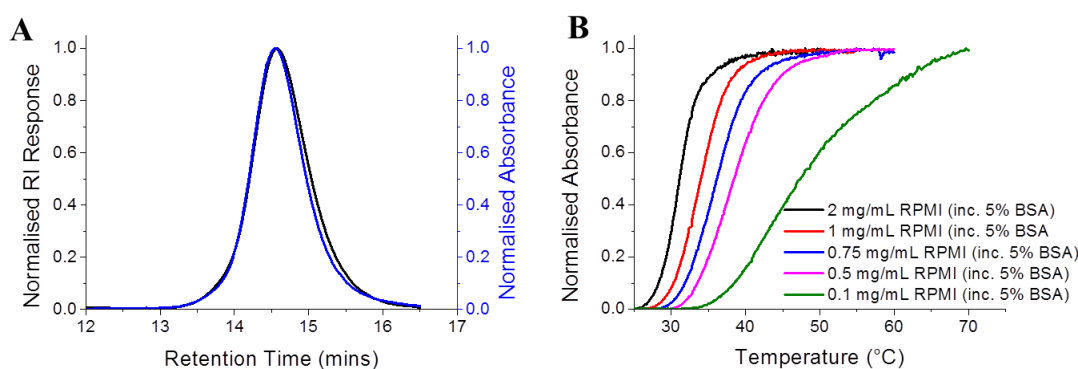 A
Normalised RI Response
1.0
0.8
0.6
0.4
0.2
0.0
12
13
14
15
16
17
Retention Time (mins)
1.0
0.8
0.6
0.4
0.2
0.0
Normalised Absorbance
B
Normalised Absorbance
1.0
0.8
0.6
0.4
0.2
0.0
2 mg/mL RPMI (inc. 5% BSA)
1 mg/mL RPMI (inc. 5% BSA
0.75 mg/mL RPMI (inc. 5% BSA)
0.5 mg/mL RPMI (inc. 5% BSA)
0.1 mg/mL RPMI (inc. 5% BSA)
30
40
50
60
70
Temperature (°C)